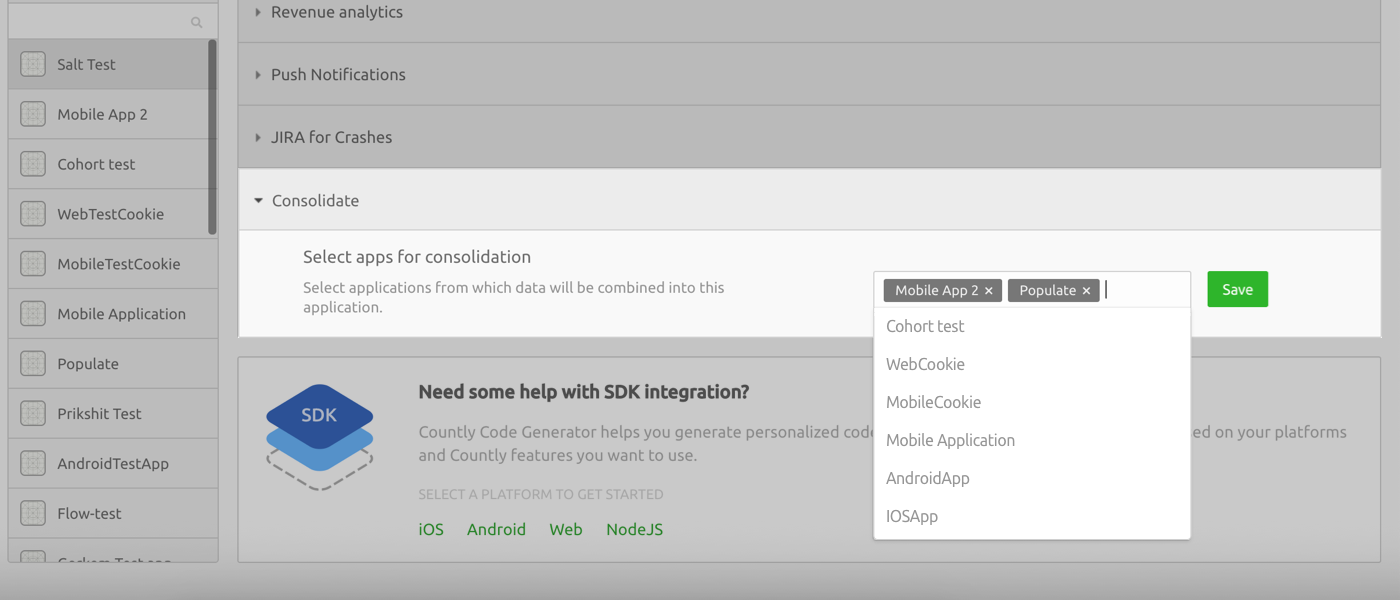 Salt Test
Mobile App 2
Cohort test
WebTestCookie
MobileTestCookie
Mobile Application
Populate
Prikshit Test
AndroidTestApp
Flow-test
Revenue analytics
Push Notifications
JIRA for Crashes
Consolidate
Select apps for consolidation
Select applications from which data will be combined into this
application.
Mobile App 2 × Populate ×
Save
Cohort test
WebCookie
MobileCookie
Mobile Application
AndroidApp
IOSApp
SDK
Need some help with SDK integration?
Countly Code Generator helps you generate personalized code ed on your platforms
and Countly features you want to use.
SELECT A PLATFORM TO GET STARTED
iOS Android Web NodeJS